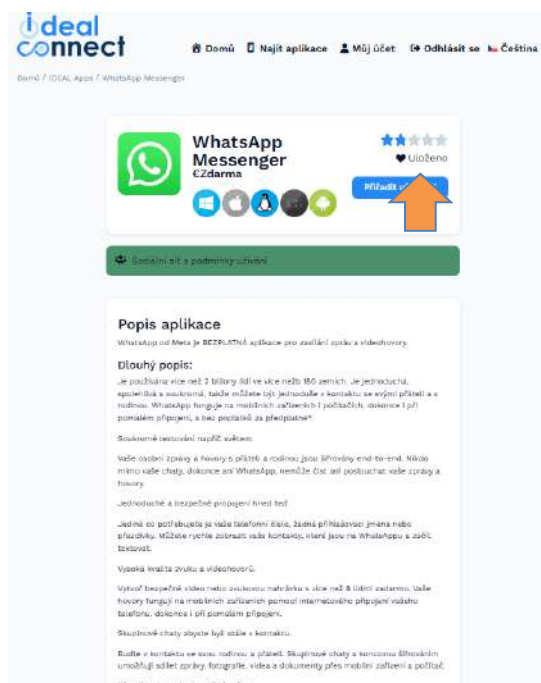 ideal
connect
Domů Najít aplikace Můj účet Odhlásit se Čeština
Domů / IDEAL Apps / WhatsApp Messenger
WhatsApp
Messenger
€Zdarma
Uloženo
Přiřadit
Sociální sít a podmínky užívání
Popis aplikace
WhatsApp od Meta je BEZPLATNÁ aplikace pro zasílání zpráv a videohovory.
Dlouhý popis:
Je používána více než 2 biliony lidí ve více nežb 180 zemích. Je jednoduchá,
spolehlivá a soukromá, takže můžete být jednoduše v kontaktu se svými přáteli a s
rodinou. WhatsApp funguje na mobilních zařízeních i počítačích, dokonce i při
pomalém připojení, a bez poplatků za předplatné*.
Soukromé textování napříč světem
Vaše osobní zprávy a hovory s přáteli a rodinou jsou šifrovány end-to-end. Nikdo
mimo vaše chaty, dokonce ani WhatsApp, nemůže číst ani poslouchat vaše zprávy a
hovory.
Jednoduché a bezpečné propojení hned teď
Jediné co potřebujete je vaše telefonní číslo, žádná přihlašovací jména nebo
přezdívky. Můžete rychle zobrazit vaše kontakty, které jsou na WhatsAppu a začít
textovat.
Vysoká kvalita zvuku a videohovorů.
Vytvoř bezpečné video nebo zvukovou nahrávku s více než 8 lidmi zadarmo. Vaše
hovory fungují na mobilních zařízeních pomocí internetového připojení vašeho
telefonu, dokonce i při pomalém připojení.
Skupinové chaty abyste byli stále v kontaktu.
Buďte v kontaktu se svou rodinou a přáteli. Skupinové chaty s koncovou šifrováním
umožňují sdílet zprávy, fotografie, videa a dokumenty přes mobilní zařízení a počítač.